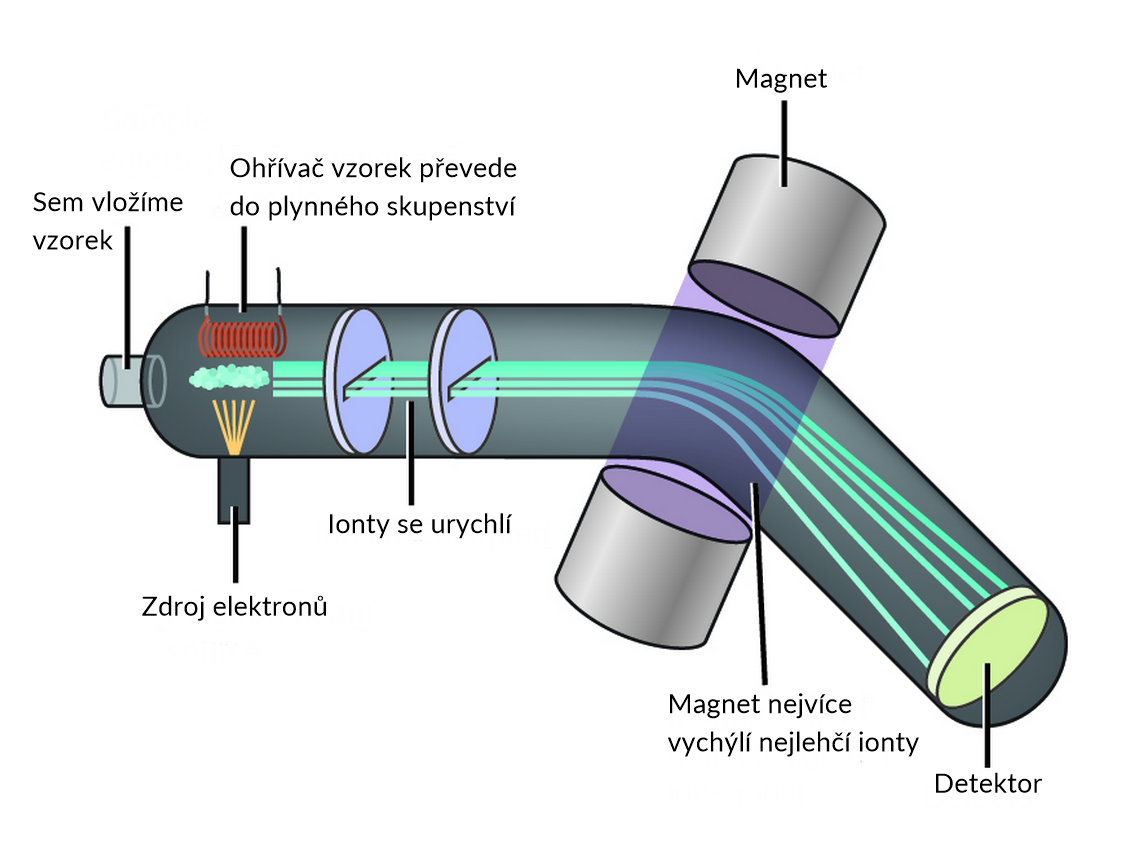 Magnet
Ohřívač vzorek převede
do plynného skupenství
Sem vložíme
vzorek
Ionty se urychlí
Zdroj elektronů
Magnet nejvíce
vychýlí nejlehčí ionty
Detektor